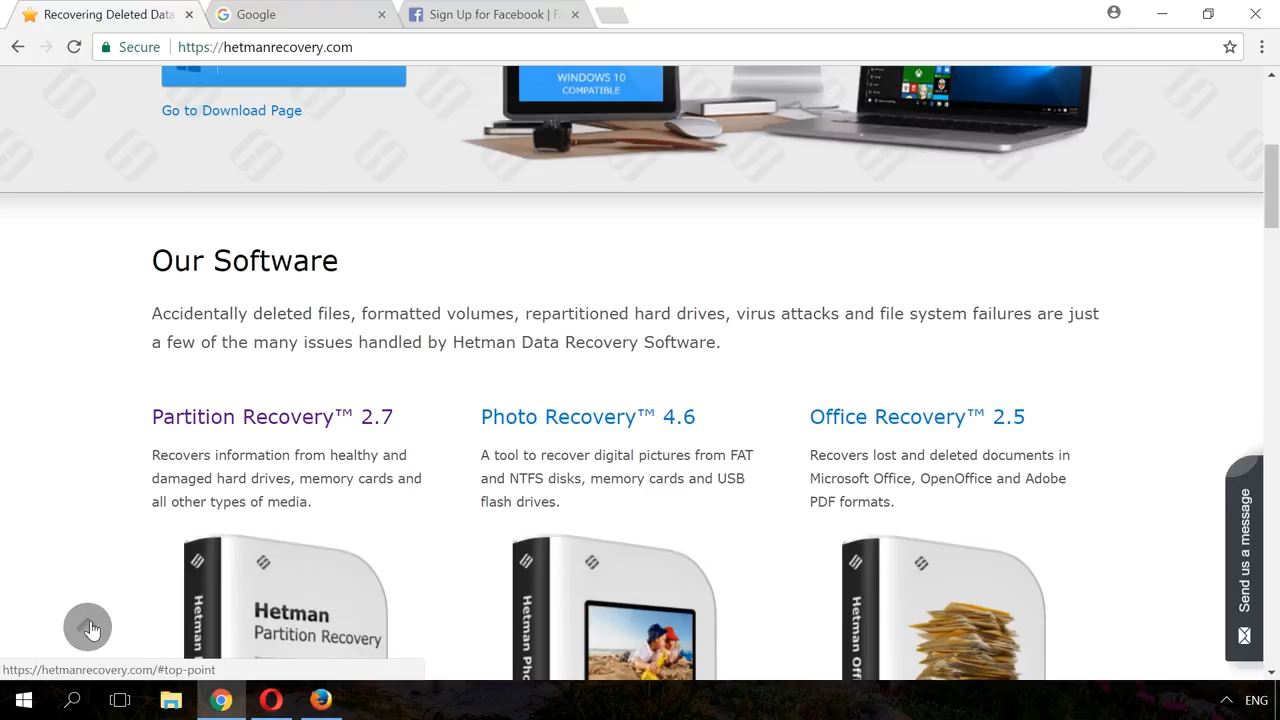 Recovering Deleted Data
Google
Sign Up for Facebook | F
Secure
https://hetmanrecovery.com
WINDOWS 10
COMPATIBLE
Go to Download Page
Our Software
Accidentally deleted files, formatted volumes, repartitioned hard drives, virus attacks and file system failures are just
a few of the many issues handled by Hetman Data Recovery Software.
Partition Recovery™ 2.7
Recovers information from healthy and
damaged hard drives, memory cards and
all other types of media.
Photo Recovery™ 4.6
A tool to recover digital pictures from FAT
and NTFS disks, memory cards and USB
flash drives.
Office Recovery™ 2.5
Recovers lost and deleted documents in
Microsoft Office, OpenOffice and Adobe
PDF formats.
Hetman
Hetman
Partition Recovery
Hetman Pho
Hetman Off
Send us a message
https://hetmanrecovery.com/#top-point
ENG